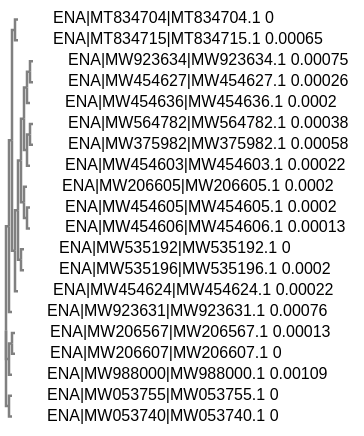 ENA|MT834704|MT834704.1 0
ENA|MT834715|MT834715.1 0.00065
ENA|MW923634|MW923634.1 0.00075
ENA|MW454627|MW454627.1 0.00026
ENA|MW454636|MW454636.1 0.0002
ENA|MW564782|MW564782.1 0.00038
ENA|MW375982|MW375982.1 0.00058
ENA|MW454603|MW454603.1 0.00022
ENA|MW206605|MW206605.1 0.0002
ENA|MW454605|MW454605.1 0.0002
ENA|MW454606|MW454606.1 0.00013
ENA|MW535192|MW535192.1 0
ENA|MW535196|MW535196.1 0.0002
ENA|MW454624|MW454624.1 0.00022
ENA|MW923631|MW923631.1 0.00076
ENA|MW206567|MW206567.1 0.00013
ENA|MW206607|MW206607.1 0
ENA|MW988000|MW988000.1 0.00109
ENA|MW053755|MW053755.1 0
ENA|MW053740|MW053740.1 0